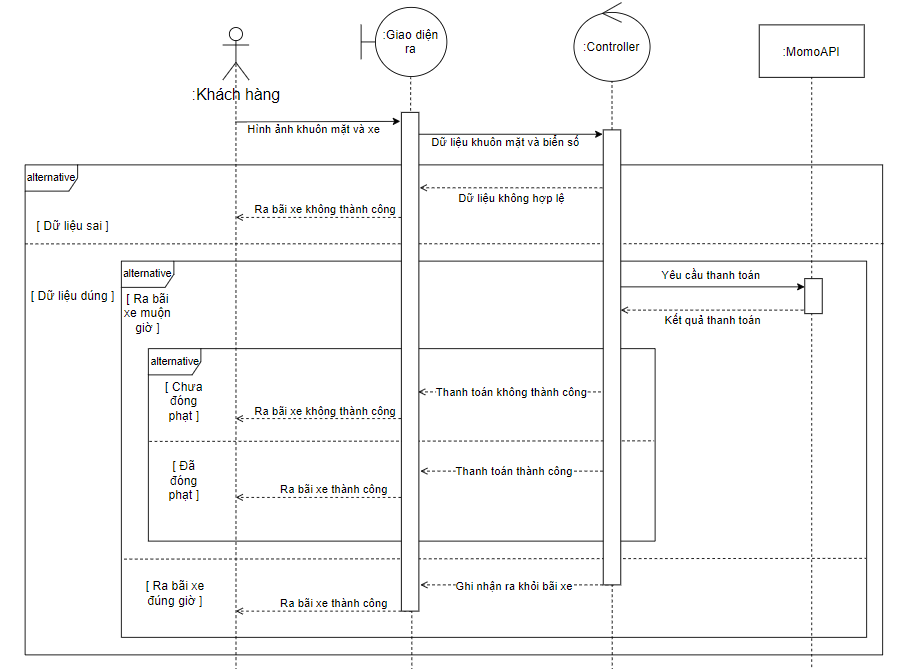 :Giao diện
ra
:Controller
:MomoAPI
:Khách hàng
Hình ảnh khuôn mặt và xe
Dữ liệu khuôn mặt và biển số
alternative
Dữ liệu không hợp lệ
Ra bãi xe không thành công
[ Dữ liệu sai ]
alternative
Yêu cầu thanh toán
[ Dữ liệu dúng ]
[ Ra bãi
xe muộn
giờ ]
Kết quả thanh toán
alternative
[ Chưa
đóng
phạt ]
Thanh toán không thành công
Ra bãi xe không thành công
[ Đã
đóng
phạt ]
Thanh toán thành công
Ra bãi xe thành công
[ Ra bãi xe
đúng giờ ]
Ghi nhận ra khỏi bãi xe
Ra bãi xe thành công